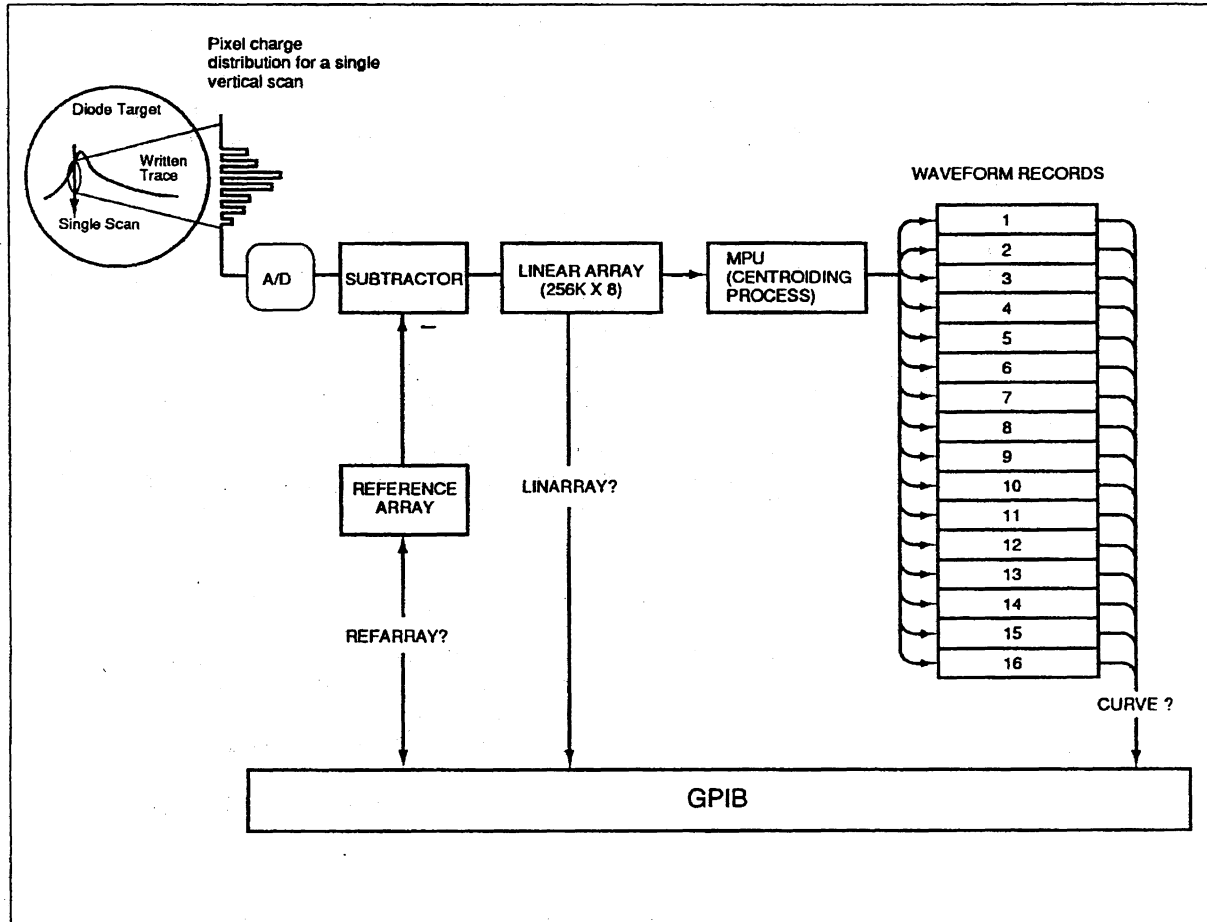 Pixel charge
distribution for a single
vertical scan
Diode Target
Written
Trace
Single Scan
A/D
SUBTRACTOR
LINEAR ARRAY
(256K X 8)
MPU
(CENTROIDING
PROCESS)
WAVEFORM RECORDS
1
2
3
4
5
6
7
8
9
10
11
12
13
14
15
16
–
REFERENCE
ARRAY
LINARRAY?
REFARRAY?
CURVE ?
GPIB